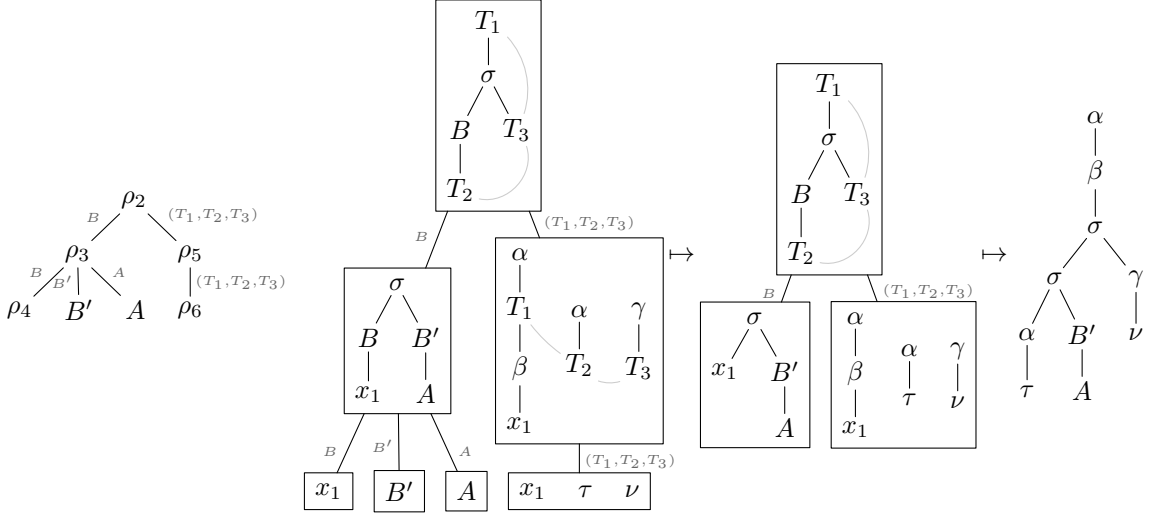 ρ₂
B (T₁, T₂, T₃)
ρ₃ ρ₅
B B′ A (T₁, T₂, T₃)
ρ₄ B′ A ρ₆
T₁
σ
B T₃
T₂
B (T₁, T₂, T₃)
σ
B B′
x₁ A
B B′ A
x₁
B′
A
α
T₁ α γ
β T₂ T₃
x₁
(T₁, T₂, T₃)
x₁ τ ν
↦
T₁
σ
B T₃
T₂
B (T₁, T₂, T₃)
σ
x₁ B′
A
α
β α γ
x₁ τ ν
↦
α
β
σ
σ γ
α B′ ν
τ A